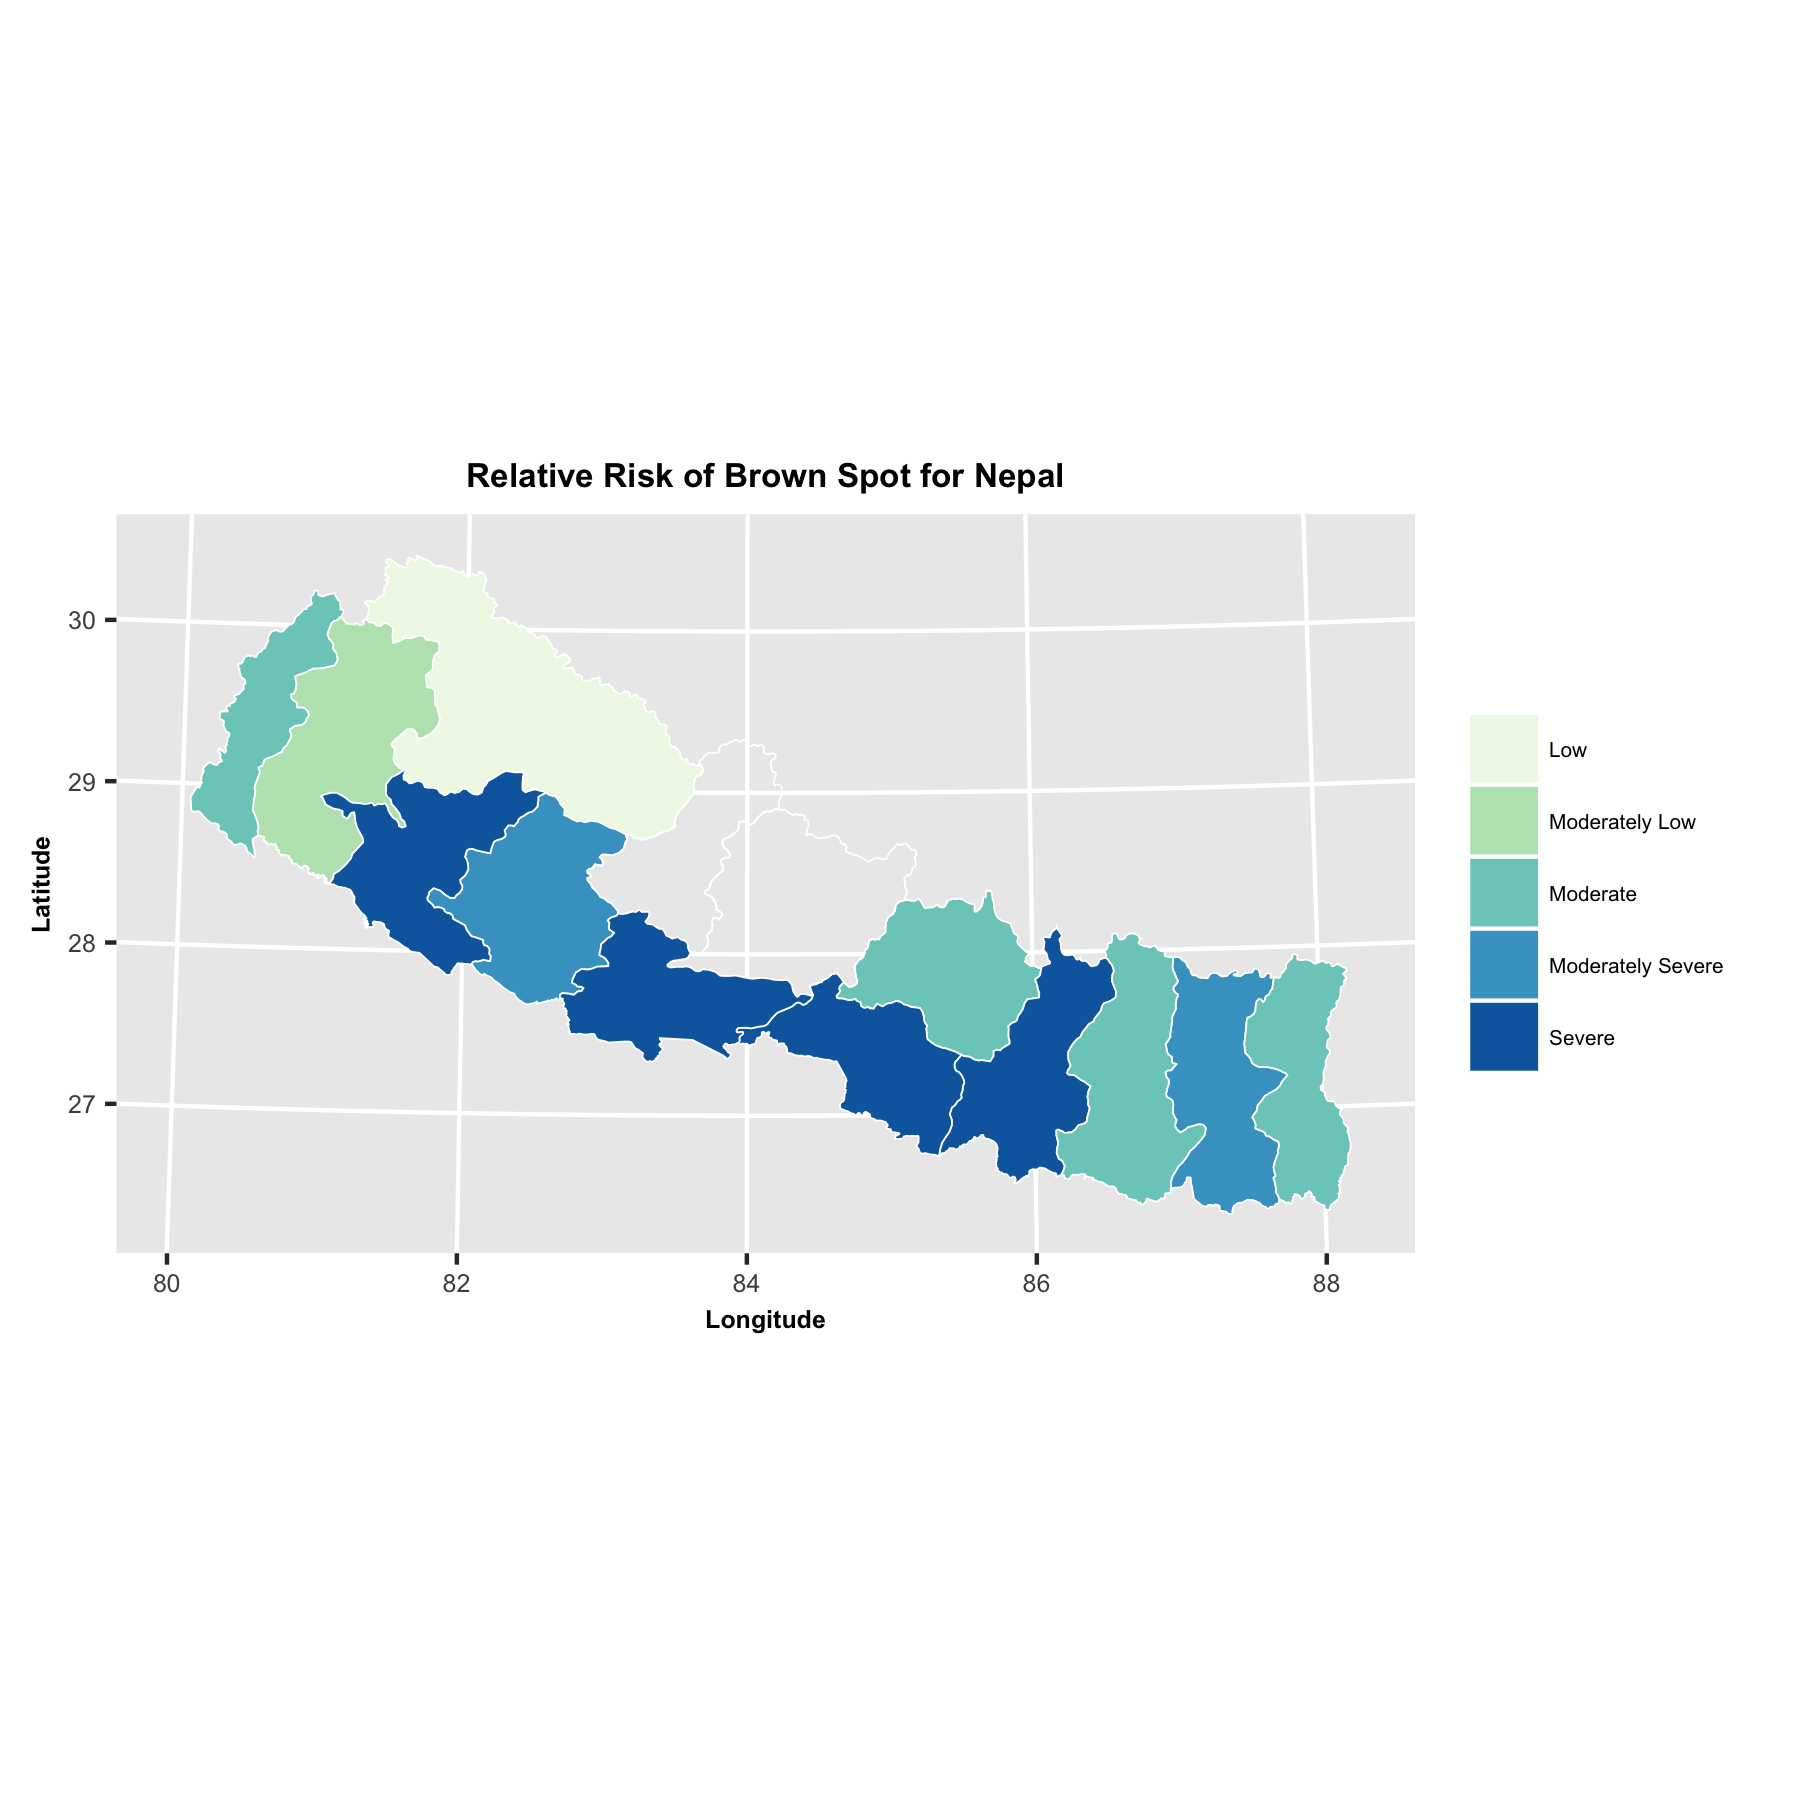 Relative Risk of Brown Spot for Nepal
30
29
28
27
Latitude
80
82
84
86
88
Longitude
Low
Moderately Low
Moderate
Moderately Severe
Severe